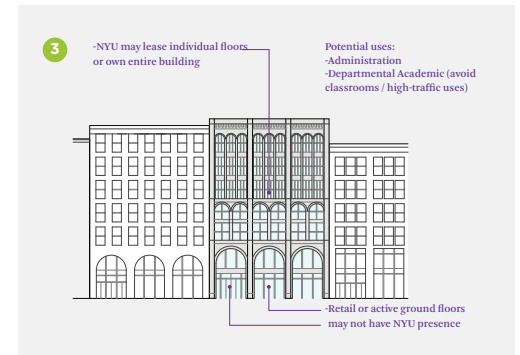 3
-NYU may lease individual floors
or own entire building
Potential uses:
-Administration
-Departmental Academic (avoid
classrooms / high-traffic uses)
-Retail or active ground floors
may not have NYU presence